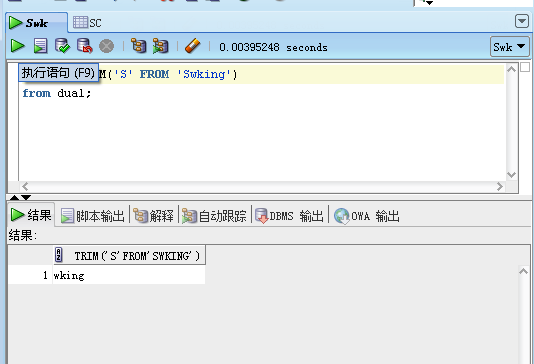 Swk SC
0.00395248 seconds Swk
执行语句 (F9) M('S' FROM 'Swking')
from dual;
结果 脚本输出 解释 自动跟踪 DBMS 输出 OWA 输出
结果:
TRIM('S'FROM'SWKING')
1 wking